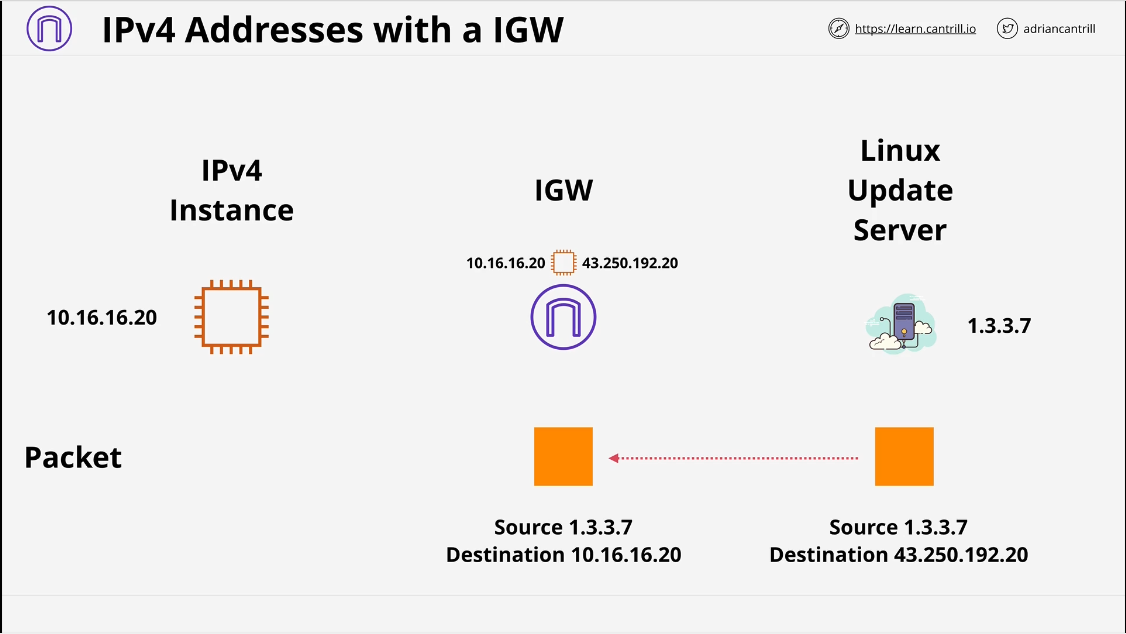 IPv4 Addresses with a IGW
https://learn.cantrill.io
adriancantrill
IPv4
Instance
IGW
Linux
Update
Server
10.16.16.20
43.250.192.20
10.16.16.20
1.3.3.7
Packet
Source 1.3.3.7
Destination 10.16.16.20
Source 1.3.3.7
Destination 43.250.192.20